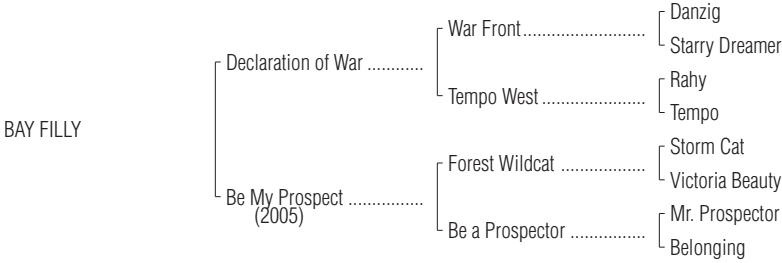 Danzig
War Front..........................
Starry Dreamer
Declaration of War ............
Rahy
Tempo West ......................
Tempo
BAY FILLY
Storm Cat
Forest Wildcat ..................
Victoria Beauty
Be My Prospect ................
(2005)
Mr. Prospector
Be a Prospector ................
Belonging